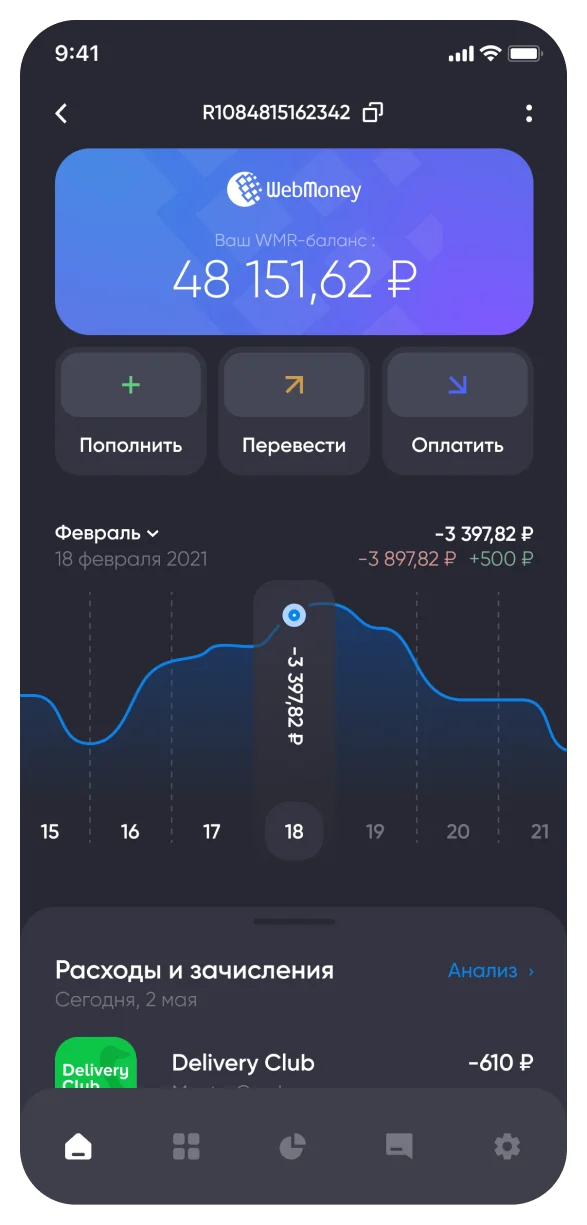 9:41
R1084815162342
WebMoney
Ваш WMR-баланс :
48 151,62 ₽
Пополнить Перевести Оплатить
Февраль -3 397,82 ₽
18 февраля 2021 -3 897,82 ₽ +500 ₽
-3 397,82 ₽
15 16 17 18 19 20 21
Расходы и зачисления Анализ ›
Сегодня, 2 мая
Delivery Club
Delivery Club -610 ₽